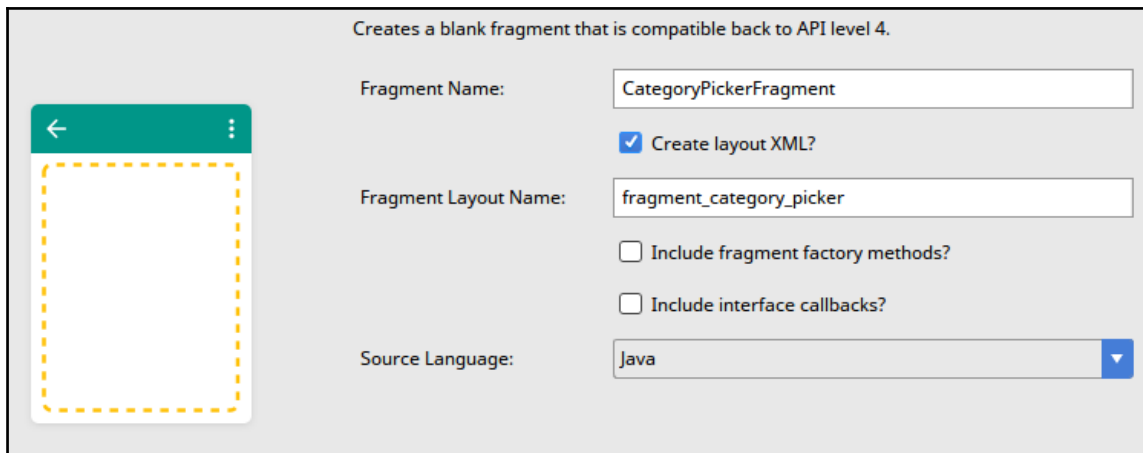 Creates a blank fragment that is compatible back to API level 4.
Fragment Name: CategoryPickerFragment
Create layout XML?
Fragment Layout Name: fragment_category_picker
Include fragment factory methods?
Include interface callbacks?
Source Language: Java